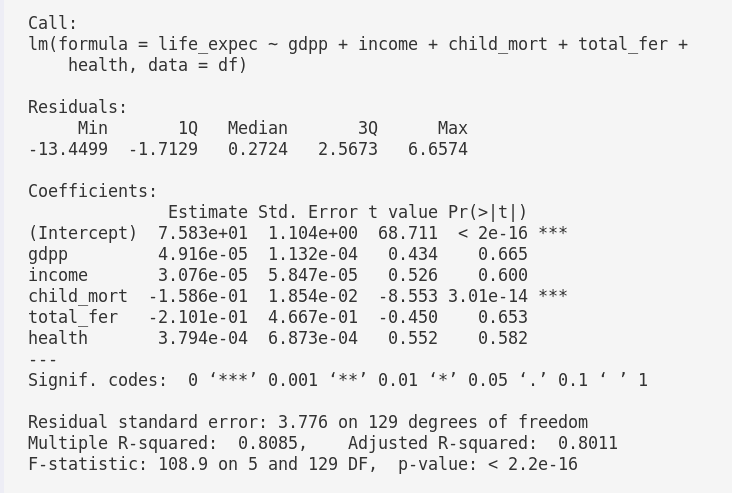 Call:
lm(formula = life_expec ~ gdpp + income + child_mort + total_fer +
    health, data = df)

Residuals:
     Min       1Q   Median       3Q      Max
-13.4499  -1.7129   0.2724   2.5673   6.6574

Coefficients:
              Estimate Std. Error t value Pr(>|t|)
(Intercept)  7.583e+01  1.104e+00  68.711  < 2e-16 ***
gdpp         4.916e-05  1.132e-04   0.434    0.665
income       3.076e-05  5.847e-05   0.526    0.600
child_mort  -1.586e-01  1.854e-02  -8.553 3.01e-14 ***
total_fer   -2.101e-01  4.667e-01  -0.450    0.653
health       3.794e-04  6.873e-04   0.552    0.582
---
Signif. codes:  0 ‘***’ 0.001 ‘**’ 0.01 ‘*’ 0.05 ‘.’ 0.1 ‘ ’ 1

Residual standard error: 3.776 on 129 degrees of freedom
Multiple R-squared:  0.8085,    Adjusted R-squared:  0.8011
F-statistic: 108.9 on 5 and 129 DF,  p-value: < 2.2e-16